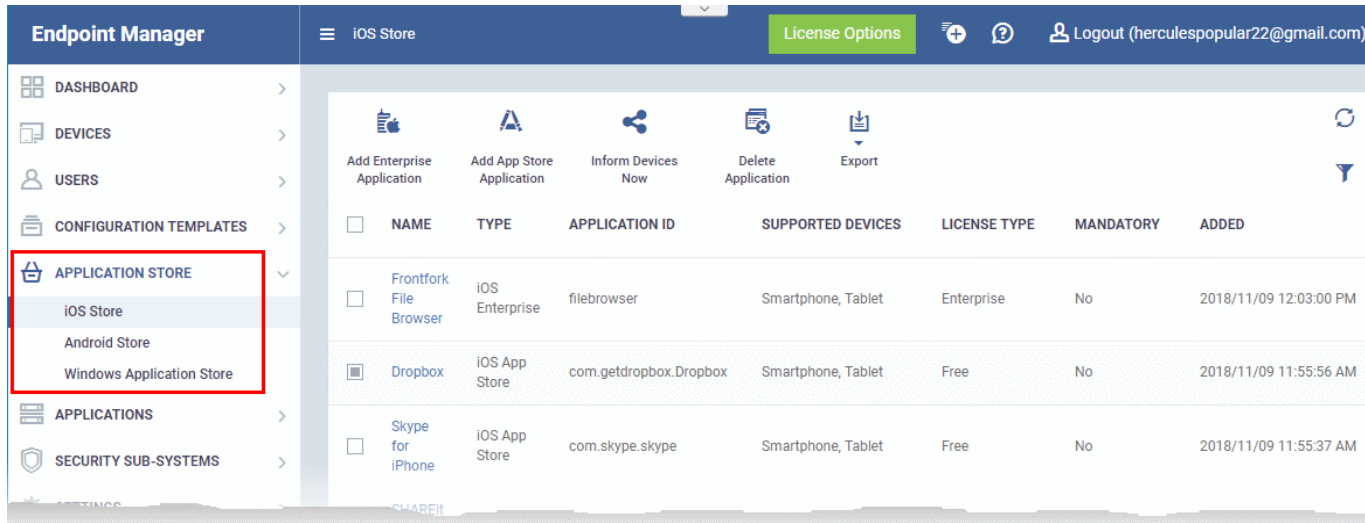 Endpoint Manager
iOS Store
License Options
Logout (herculespopular22@gmail.com)
DASHBOARD
DEVICES
USERS
CONFIGURATION TEMPLATES
APPLICATION STORE
iOS Store
Android Store
Windows Application Store
APPLICATIONS
SECURITY SUB-SYSTEMS
Add Enterprise
Application
Add App Store
Application
Inform Devices
Now
Delete
Application
Export
NAME TYPE APPLICATION ID SUPPORTED DEVICES LICENSE TYPE MANDATORY ADDED
Frontfork
File
Browser
iOS
Enterprise
filebrowser Smartphone, Tablet Enterprise No 2018/11/09 12:03:00 PM
Dropbox
iOS App
Store
com.getdropbox.Dropbox Smartphone, Tablet Free No 2018/11/09 11:55:56 AM
Skype
for
iPhone
iOS App
Store
com.skype.skype Smartphone, Tablet Free No 2018/11/09 11:55:37 AM
SHAREit